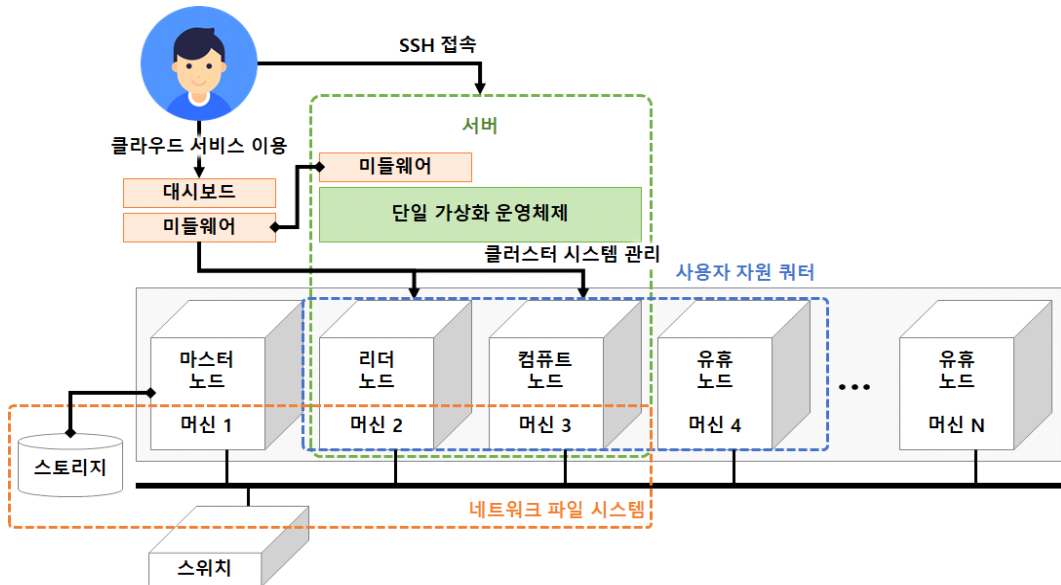 SSH 접속
서버
클라우드 서비스 이용
미들웨어
대시보드
미들웨어
단일 가상화 운영체제
클러스터 시스템 관리
사용자 자원 쿼터
마스터
노드
머신 1
리더
노드
머신 2
컴퓨트
노드
머신 3
유휴
노드
머신 4
...
유휴
노드
머신 N
스토리지
네트워크 파일 시스템
스위치